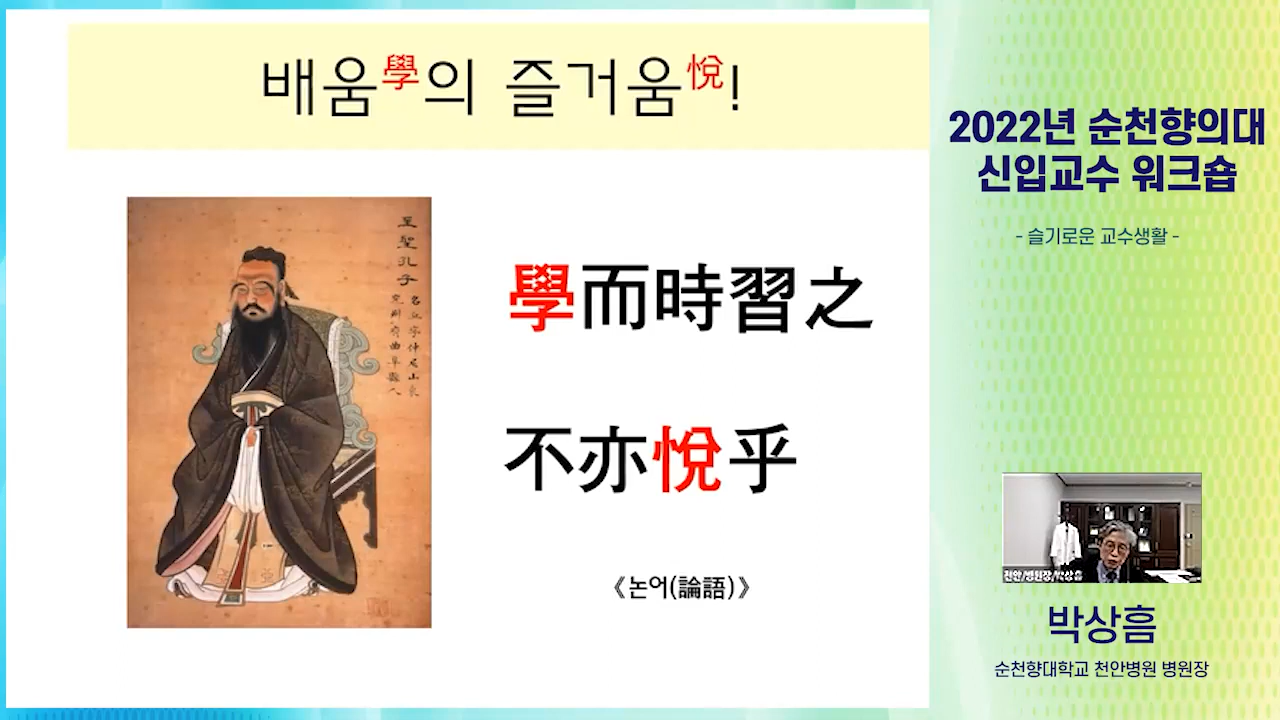 배움學의 즐거움悅!
至聖孔子
學而時習之
不亦悅乎
《논어(論語)》
2022년 순천향의대
신입교수 워크숍
- 슬기로운 교수생활 -
천안/병원장/박상흠
박상흠
순천향대학교 천안병원 병원장